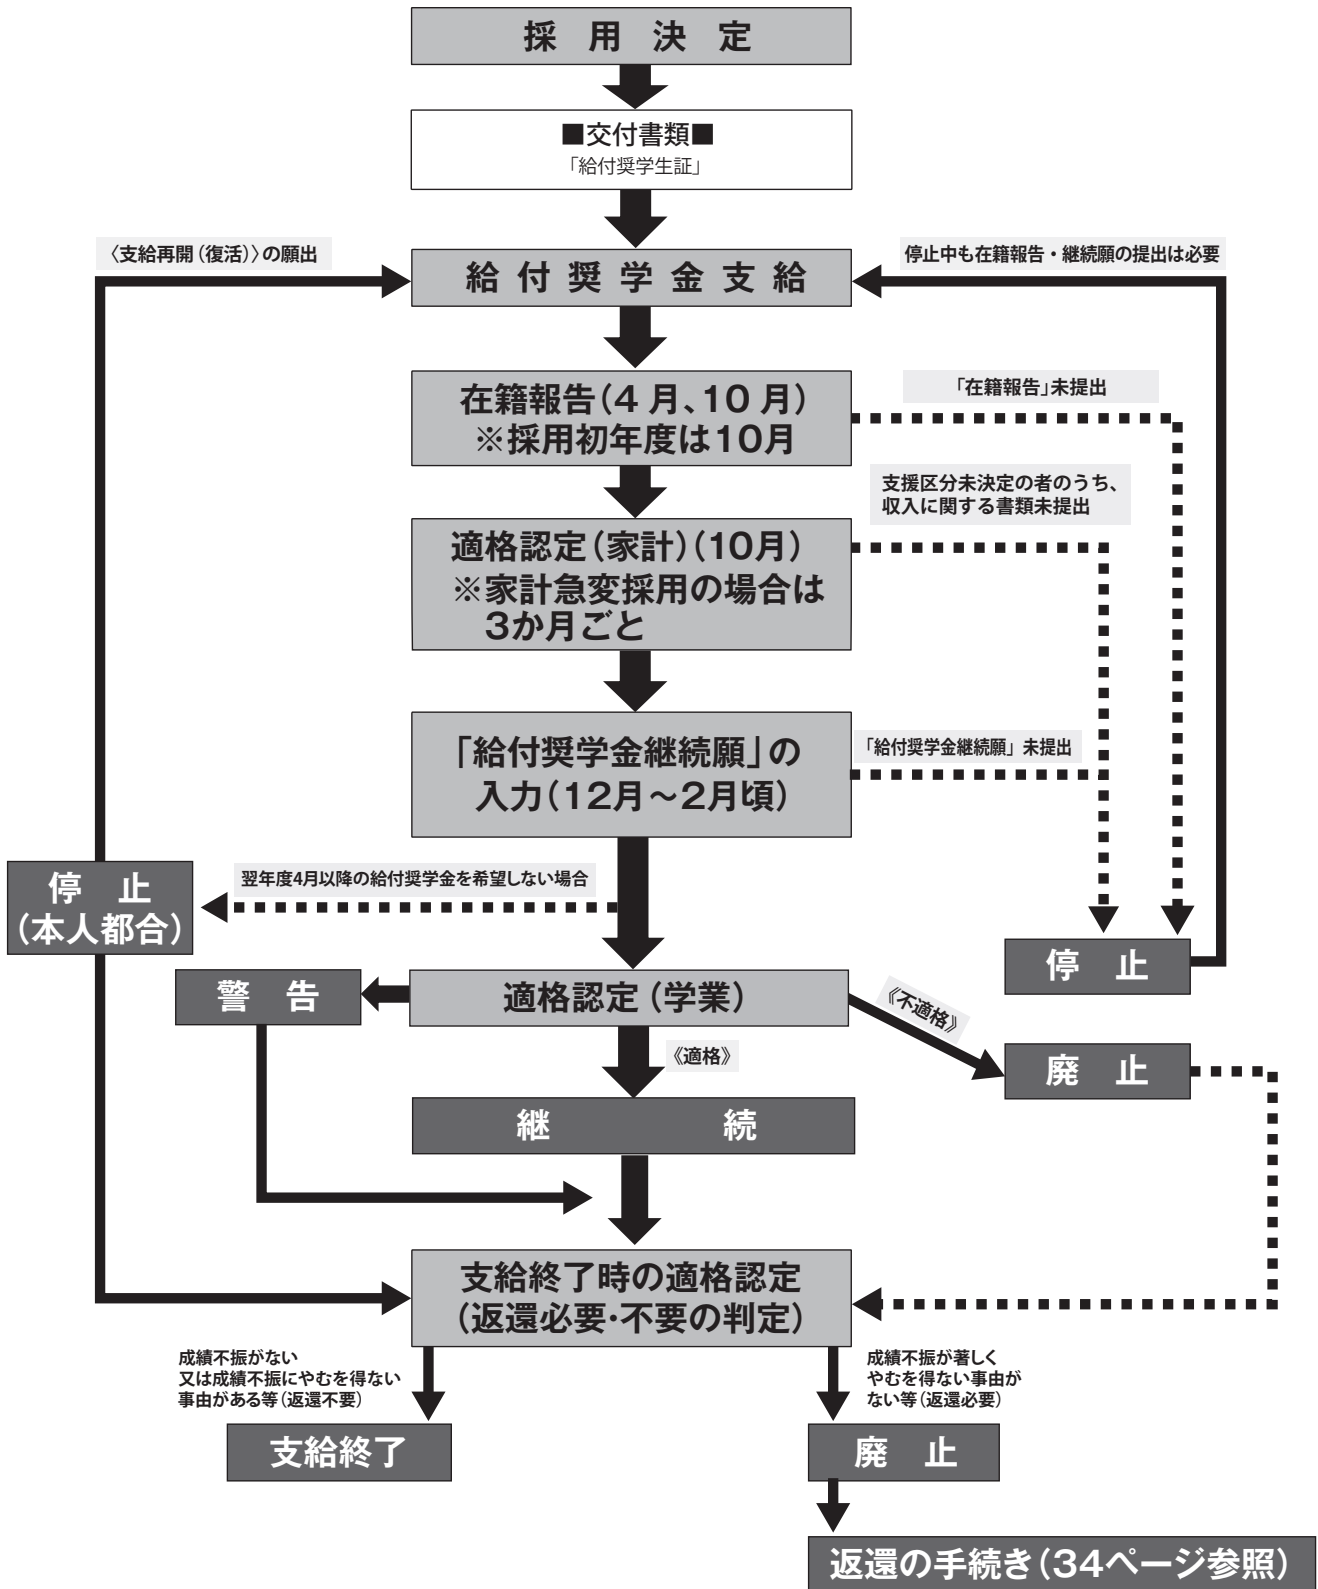 採用決定
■交付書類■
「給付奨学生証」
〈支給再開（復活）〉の願出
停止中も在籍報告・継続願の提出は必要
給付奨学金支給
在籍報告（4月、10月）
※採用初年度は10月
「在籍報告」未提出
支援区分未決定の者のうち、
収入に関する書類未提出
適格認定（家計）（10月）
※家計急変採用の場合は
3か月ごと
「給付奨学金継続願」の
入力（12月～2月頃）
「給付奨学金継続願」未提出
停止
（本人都合）
翌年度4月以降の給付奨学金を希望しない場合
停止
警告
適格認定（学業）
《不適格》
《適格》
廃止
継続
支給終了時の適格認定
（返還必要・不要の判定）
成績不振がない
又は成績不振にやむを得ない
事由がある等（返還不要）
成績不振が著しく
やむを得ない事由が
ない等（返還必要）
支給終了
廃止
返還の手続き（34ページ参照）